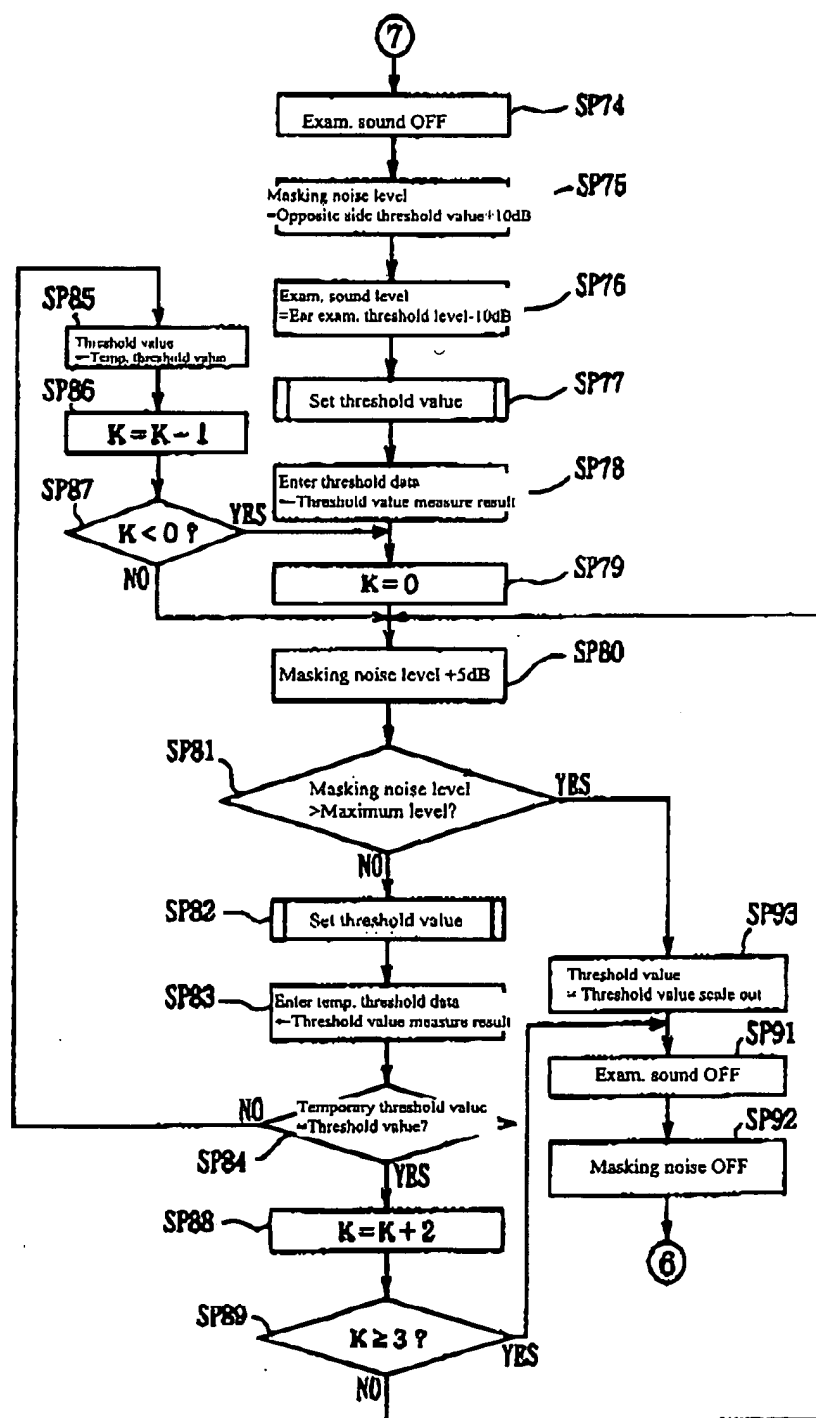 7
Exam. sound OFF
SP74
Masking noise level
=Opposite side threshold value+10dB
SP75
Exam. sound level
=Ear exam. threshold level-10dB
SP76
SP85
Threshold value
←Temp. threshold value
Set threshold value
SP77
SP86
K=K-1
Enter threshold data
←Threshold value measure result
SP78
SP87
K<0?
YES
NO
K=0
SP79
Masking noise level +5dB
SP80
SP81
Masking noise level
>Maximum level?
YES
NO
SP82
Set threshold value
SP93
Threshold value
= Threshold value scale out
SP83
Enter temp. threshold data
←Threshold value measure result
SP91
Exam. sound OFF
NO
Temporary threshold value
=Threshold value?
SP84
YES
SP92
Masking noise OFF
SP88
K=K+2
6
SP89
K≥3?
YES
NO